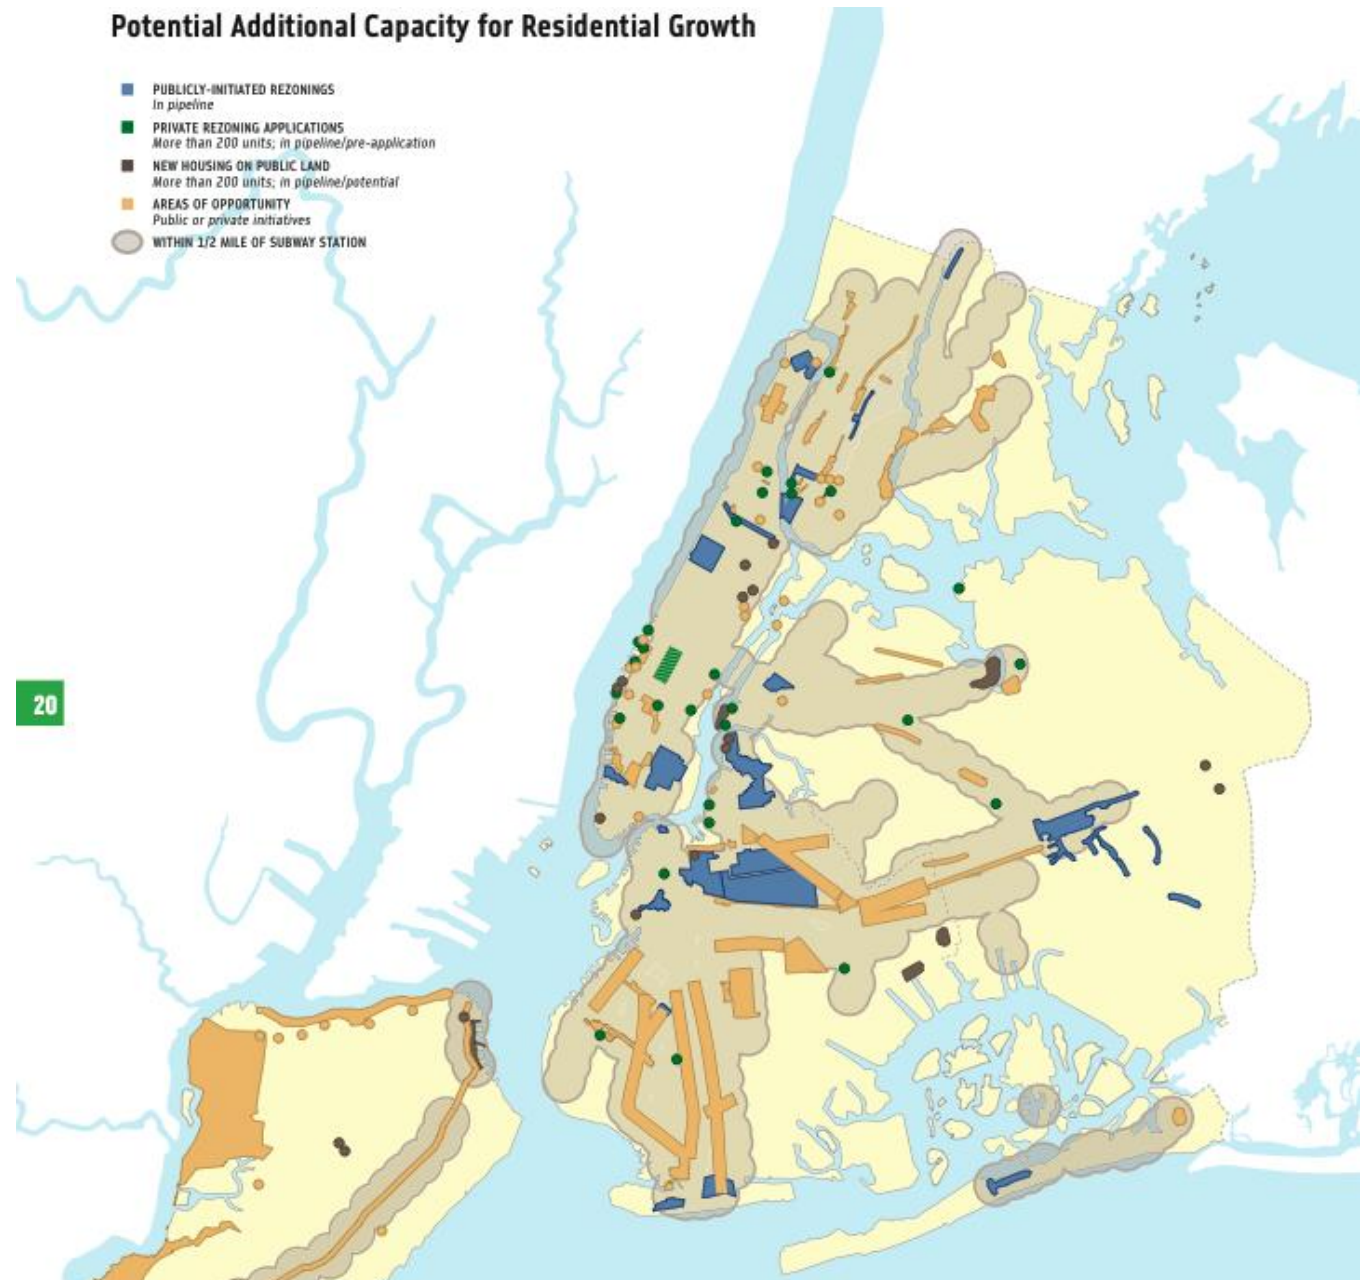 Potential Additional Capacity for Residential Growth
PUBLICLY-INITIATED REZONINGS
In pipeline
PRIVATE REZONING APPLICATIONS
More than 200 units; in pipeline/pre-application
NEW HOUSING ON PUBLIC LAND
More than 200 units; in pipeline/potential
AREAS OF OPPORTUNITY
Public or private initiatives
WITHIN 1/2 MILE OF SUBWAY STATION
20